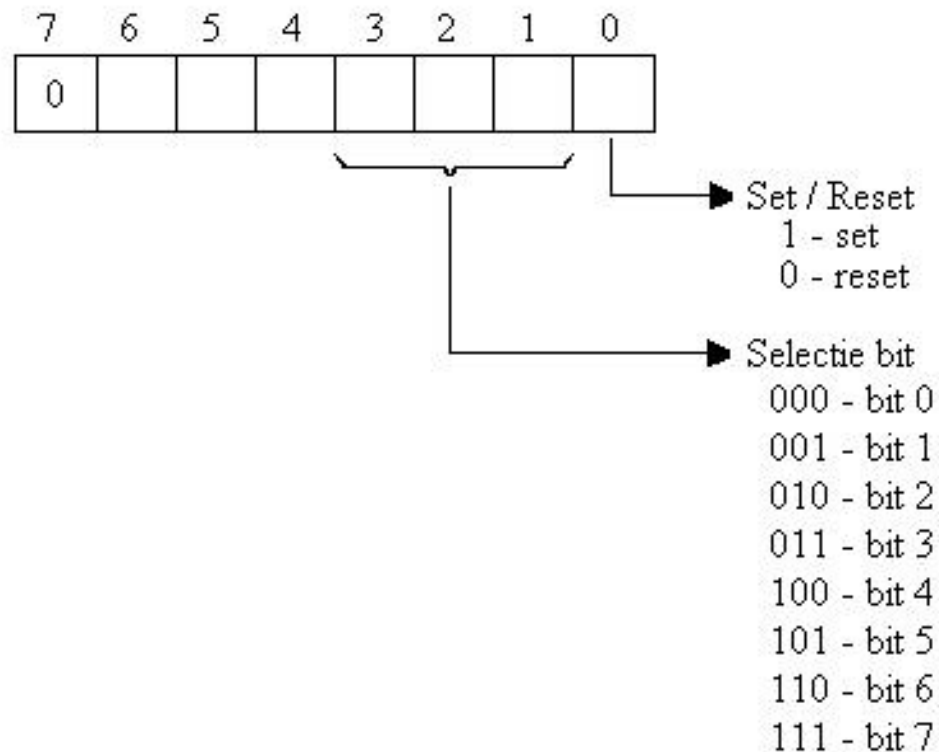 7 6 5 4 3 2 1 0
0
Set / Reset
1 - set
0 - reset
Selectie bit
000 - bit 0
001 - bit 1
010 - bit 2
011 - bit 3
100 - bit 4
101 - bit 5
110 - bit 6
111 - bit 7